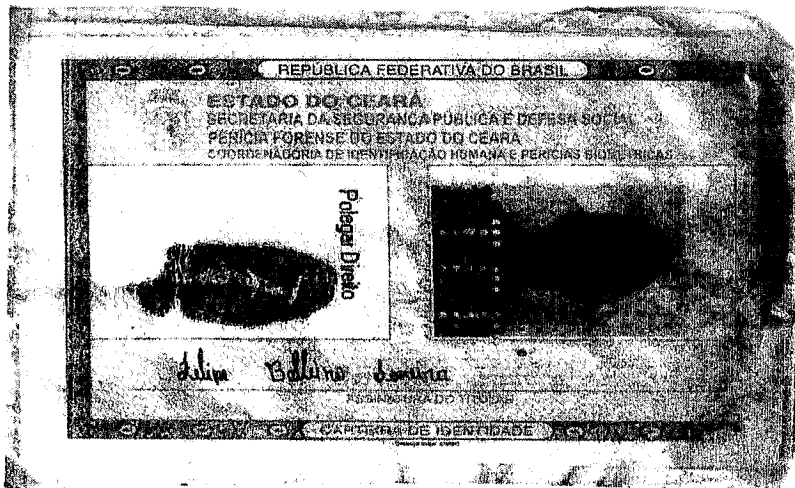 REPÚBLICA FEDERATIVA DO BRASIL
ESTADO DO CEARÁ
SECRETARIA DA SEGURANÇA PÚBLICA E DEFESA SOCIAL
PERÍCIA FORENSE DO ESTADO DO CEARÁ
COORDENADORIA DE IDENTIFICAÇÃO HUMANA E PERÍCIAS BIOMÉTRICAS
Polegar Direito
Felipe
ASSINATURA DO TITULAR
CARTEIRA DE IDENTIDADE